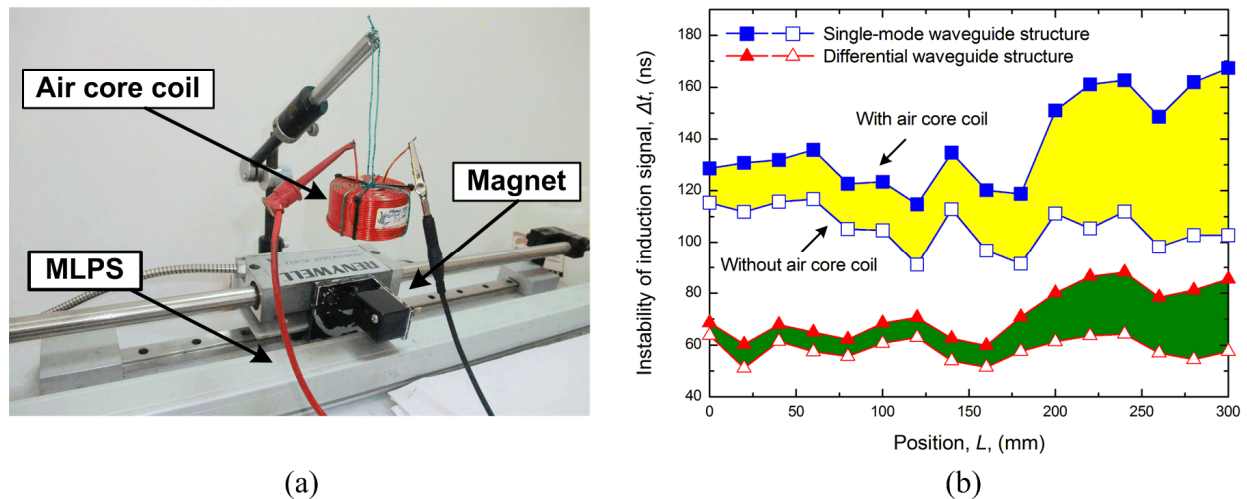 Air core coil
Magnet
MLPS
RENYWELL
(a)
Instability of induction signal, Δt, (ns)
180
160
140
120
100
80
60
40
Single-mode waveguide structure
Differential waveguide structure
With air core coil
Without air core coil
0 50 100 150 200 250 300
Position, L, (mm)
(b)